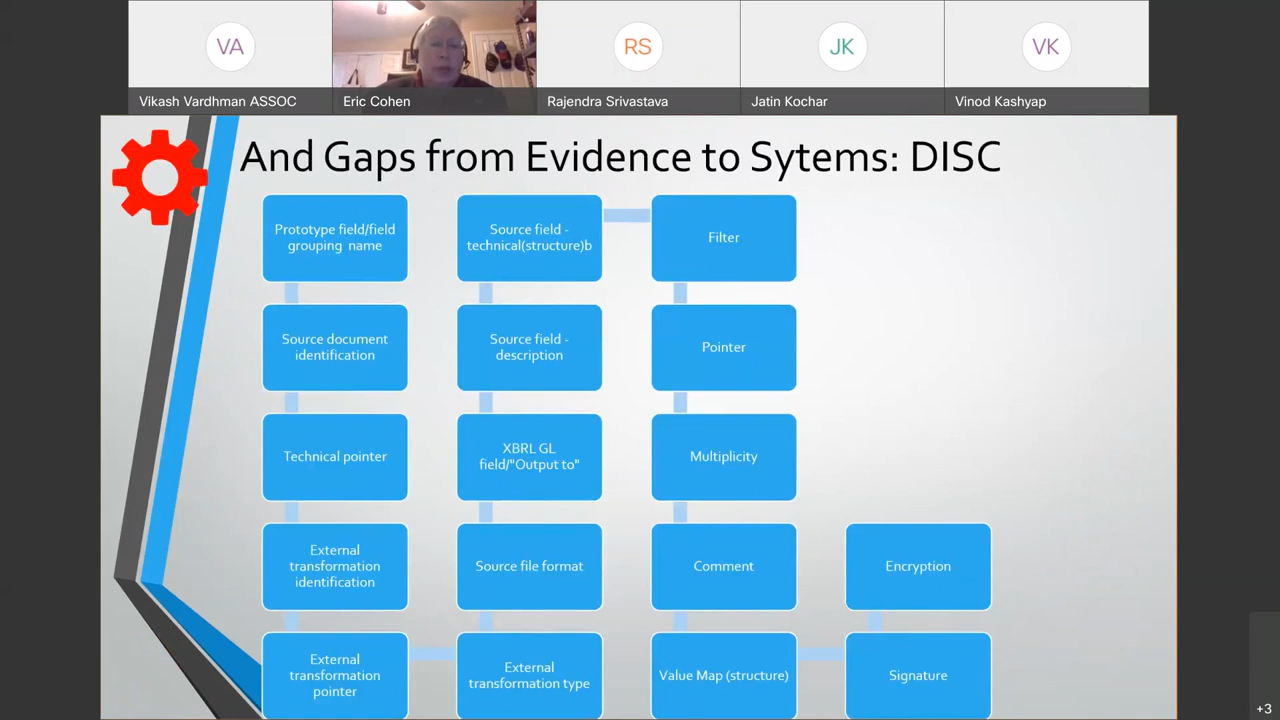 VA
RS
JK
VK
Vikash Vardhman ASSOC
Eric Cohen
Rajendra Srivastava
Jatin Kochar
Vinod Kashyap
And Gaps from Evidence to Sytems: DISC
Prototype field/field
grouping name
Source document
identification
Technical pointer
External
transformation
identification
External
transformation
pointer
Source field -
technical(structure)b
Source field -
description
XBRL GL
field/"Output to"
Source file format
External
transformation type
Filter
Pointer
Multiplicity
Comment
Value Map (structure)
Encryption
Signature
+3